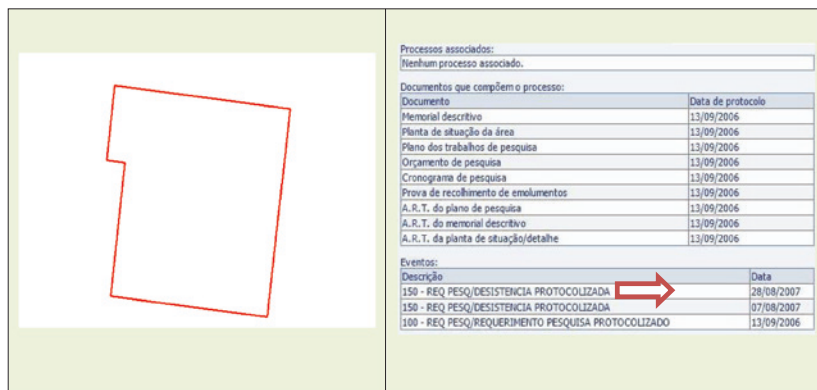 Processos associados:
Nenhum processo associado.
Documentos que compõem o processo:
Documento Data de protocolo
Memorial descritivo 13/09/2006
Planta de situação da área 13/09/2006
Plano dos trabalhos de pesquisa 13/09/2006
Orçamento de pesquisa 13/09/2006
Cronograma de pesquisa 13/09/2006
Prova de recolhimento de emolumentos 13/09/2006
A.R.T. do plano de pesquisa 13/09/2006
A.R.T. do memorial descritivo 13/09/2006
A.R.T. da planta de situação/detalhe 13/09/2006
Eventos:
Descrição Data
150 - REQ PESQ/DESISTENCIA PROTOCOLIZADA 28/08/2007
150 - REQ PESQ/DESISTENCIA PROTOCOLIZADA 07/08/2007
100 - REQ PESQ/REQUERIMENTO PESQUISA PROTOCOLIZADO 13/09/2006